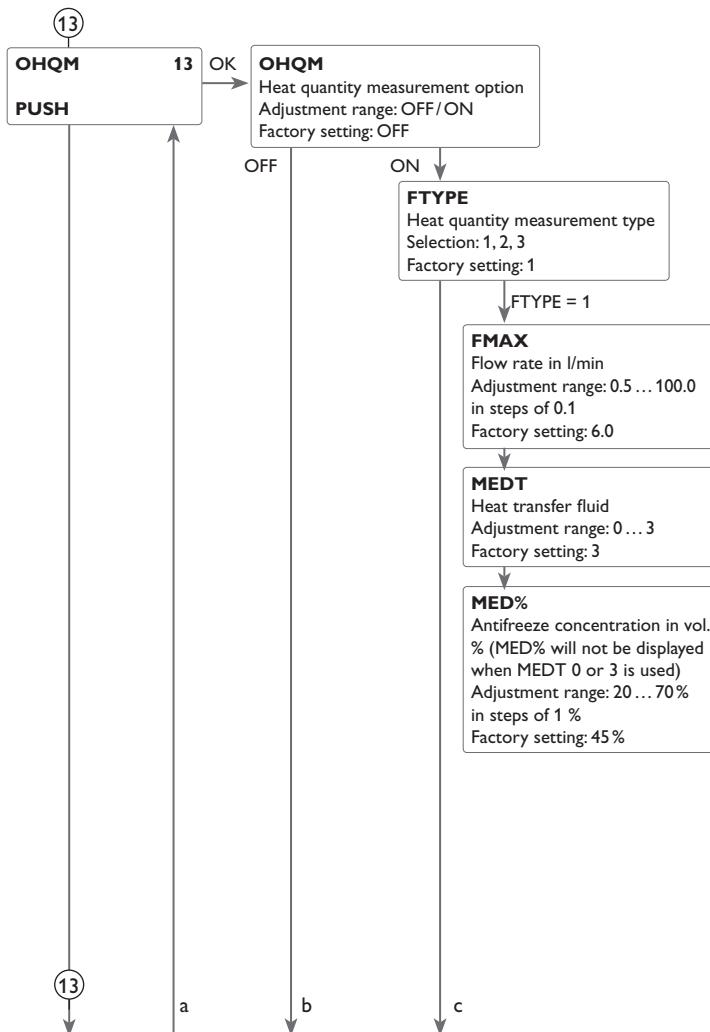 13
OHQM 13
PUSH
OK
OHQM
Heat quantity measurement option
Adjustment range: OFF/ON
Factory setting: OFF
OFF
ON
FTYPE
Heat quantity measurement type
Selection: 1, 2, 3
Factory setting: 1
FTYPE = 1
FMAX
Flow rate in l/min
Adjustment range: 0.5 … 100.0
in steps of 0.1
Factory setting: 6.0
MEDT
Heat transfer fluid
Adjustment range: 0 … 3
Factory setting: 3
MED%
Antifreeze concentration in vol.
% (MED% will not be displayed
when MEDT 0 or 3 is used)
Adjustment range: 20 … 70%
in steps of 1 %
Factory setting: 45%
13
a
b
c